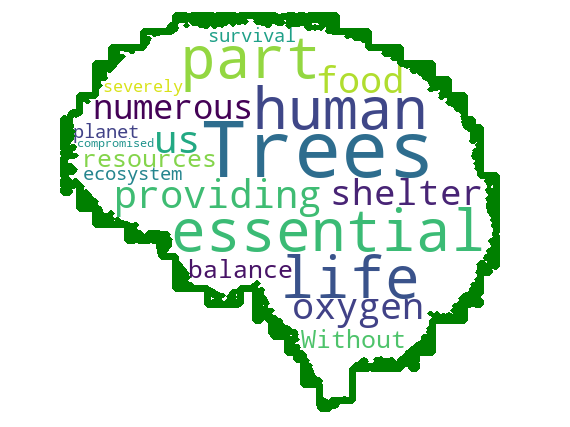 survival
part
food
severely
numerous
human
planet
compromised
us
Trees
resources
ecosystem
providing
shelter
essential
balance
life
oxygen
Without